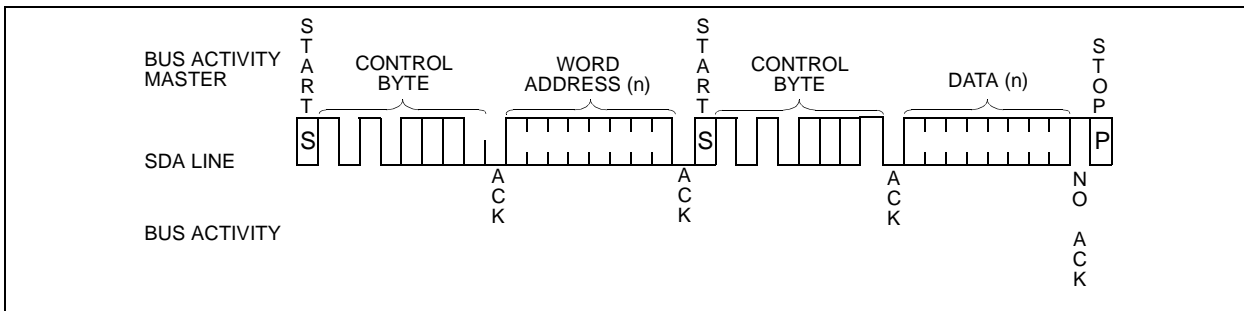 BUS ACTIVITY
MASTER
START
CONTROL
BYTE
WORD
ADDRESS (n)
START
CONTROL
BYTE
DATA (n)
STOP
SDA LINE
S
S
P
ACK
ACK
ACK
NO ACK
BUS ACTIVITY